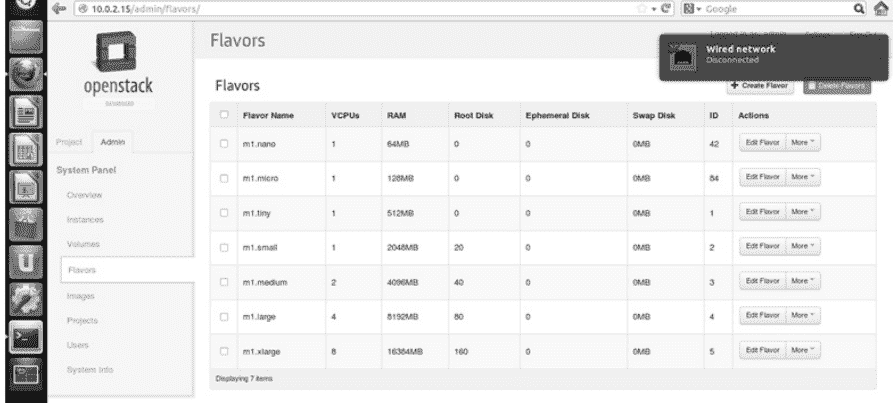 10.0.2.15/admin/flavors/
Google
Flavors
Wired network
Disconnected
openstack
DASHBOARD
Flavors
Create Flavor
Delete Flavors
Project Admin
System Panel
Overview
Instances
Volumes
Flavors
Images
Projects
Users
System Info
Flavor Name VCPUs RAM Root Disk Ephemeral Disk Swap Disk ID Actions
m1.nano 1 64MB 0 0 0MB 42 Edit Flavor More
m1.micro 1 128MB 0 0 0MB 84 Edit Flavor More
m1.tiny 1 512MB 0 0 0MB 1 Edit Flavor More
m1.small 1 2048MB 20 0 0MB 2 Edit Flavor More
m1.medium 2 4096MB 40 0 0MB 3 Edit Flavor More
m1.large 4 8192MB 80 0 0MB 4 Edit Flavor More
m1.xlarge 8 16384MB 160 0 0MB 5 Edit Flavor More
Displaying 7 items